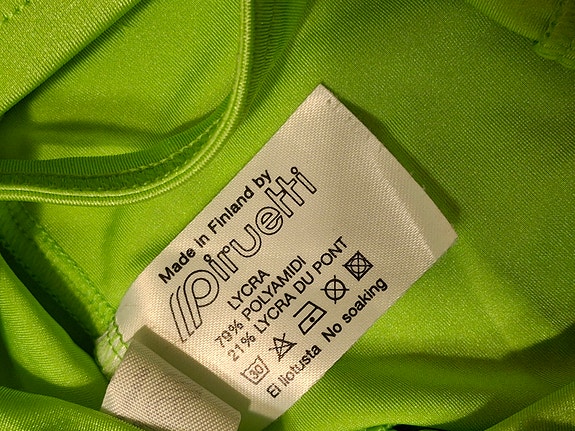 Made in Finland by
piruetti
LYCRA
79% POLYAMIDI
21% LYCRA DU PONT
30
Ei liotusta No soaking